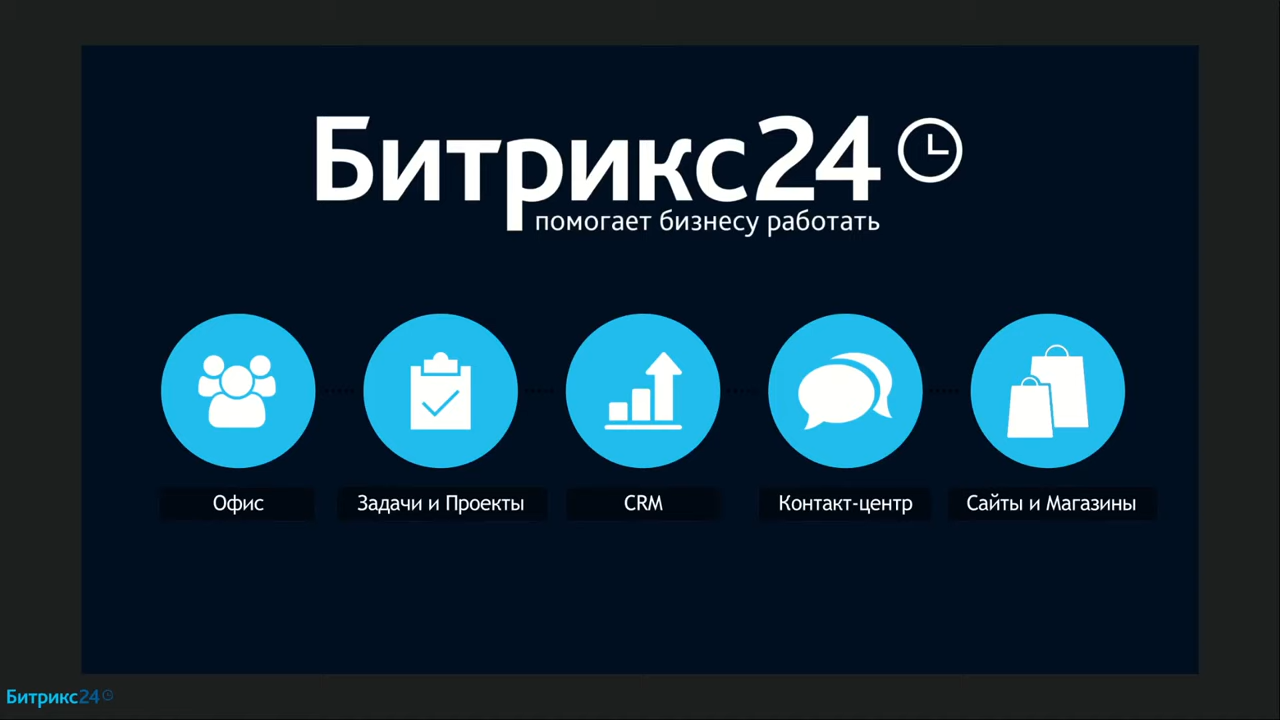 Битрикс24
помогает бизнесу работать
Офис
Задачи и Проекты
CRM
Контакт-центр
Сайты и Магазины
Битрикс24